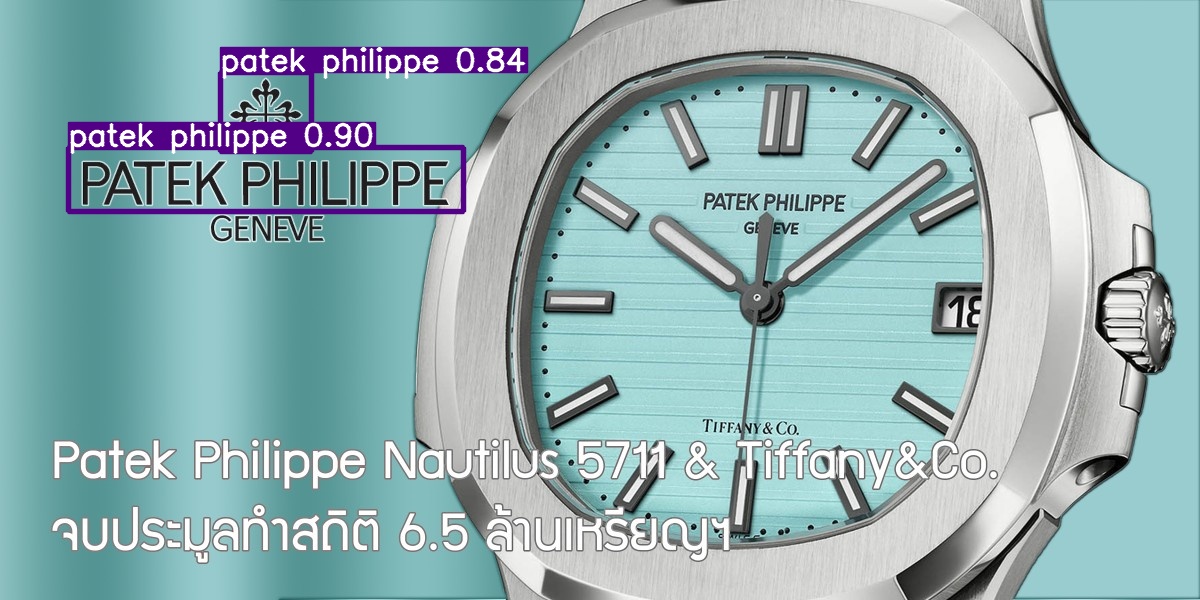 patek philippe 0.84
patek philippe 0.90
PATEK PHILIPPE
GENEVE
PATEK PHILIPPE
GENEVE
18
TIFFANY & CO.
Patek Philippe Nautilus 5711 & Tiffany&Co.
จบประมูลทำสถิติ 6.5 ล้านเหรียญฯ